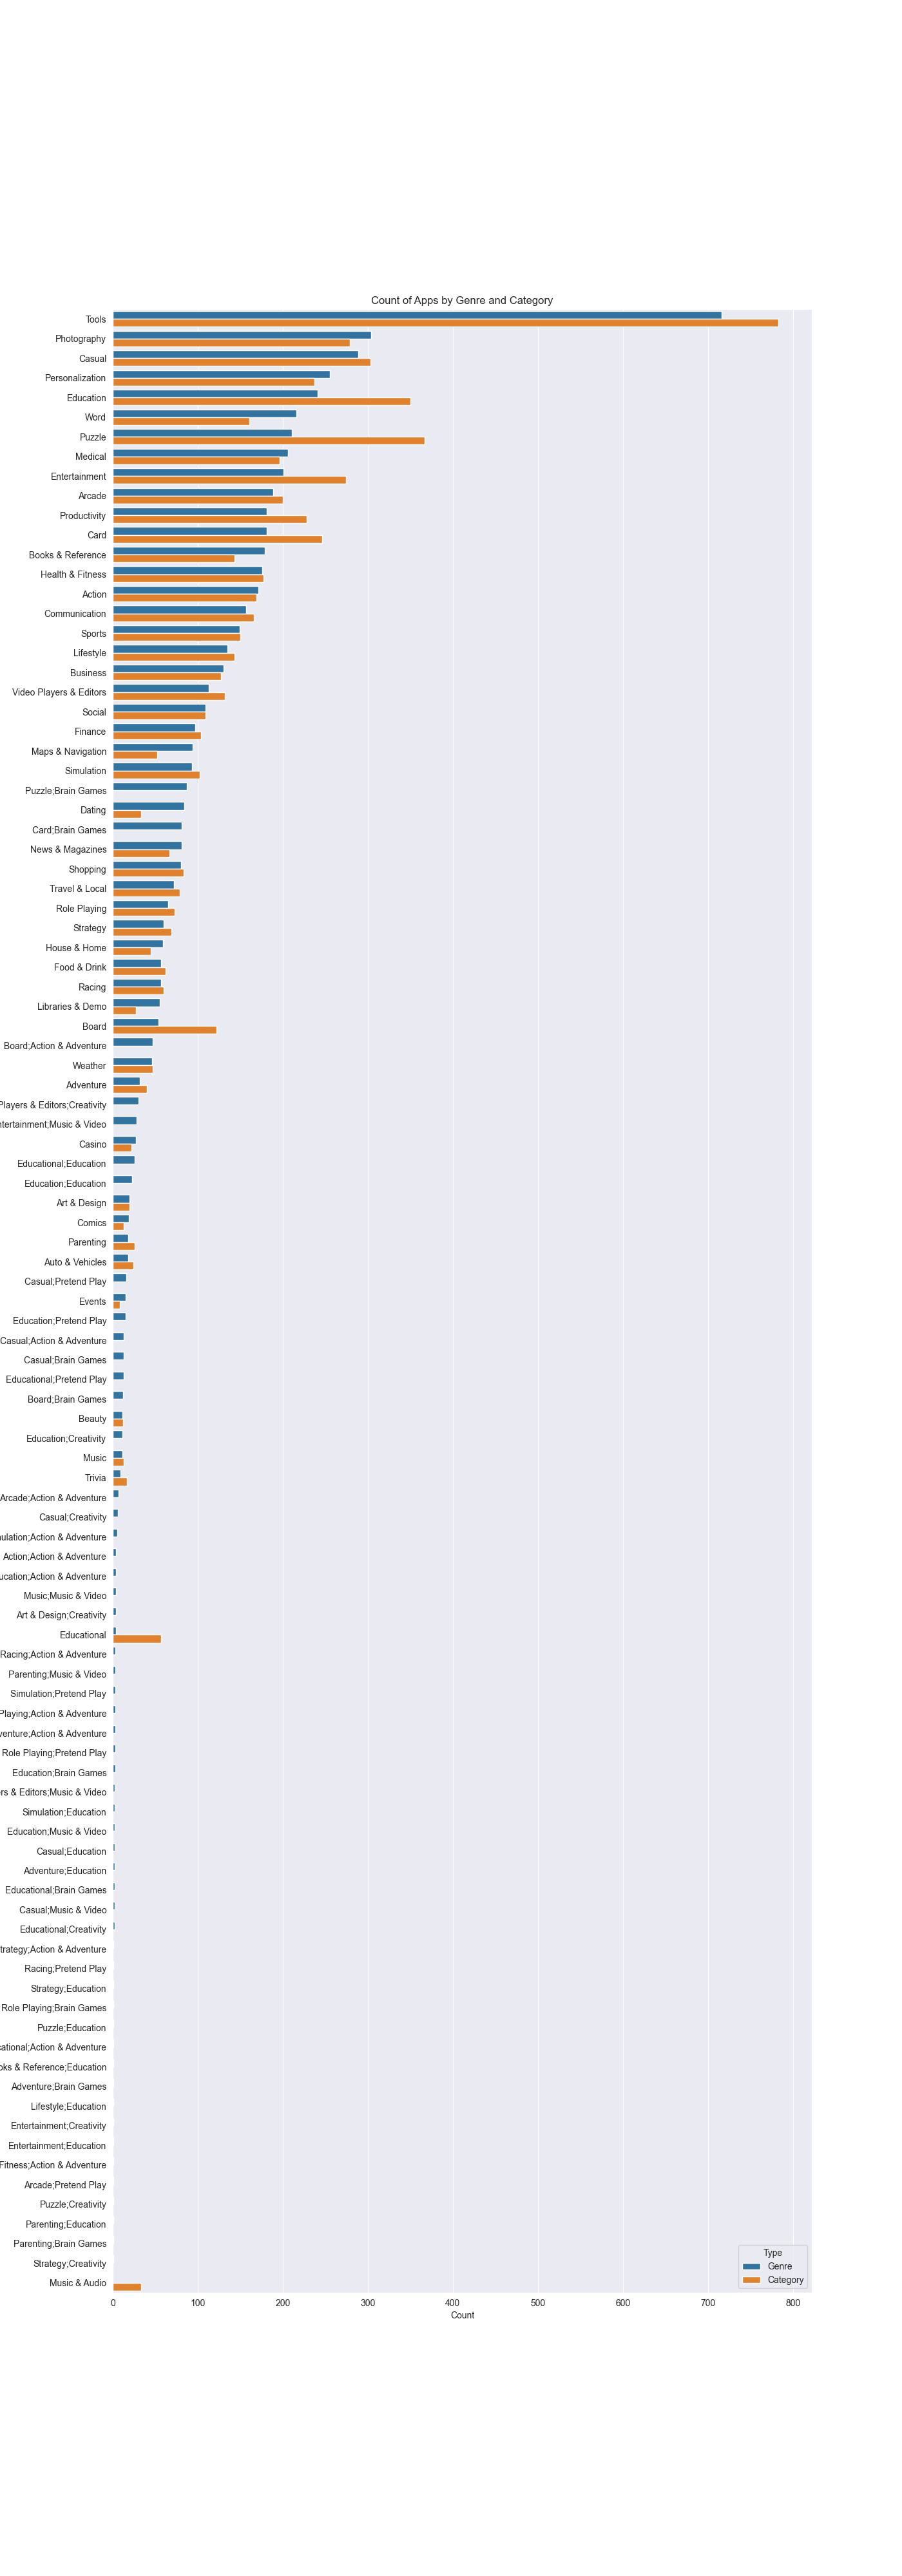 Count of Apps by Genre and Category
Tools
Photography
Casual
Personalization
Education
Word
Puzzle
Medical
Entertainment
Arcade
Productivity
Card
Books & Reference
Health & Fitness
Action
Communication
Sports
Lifestyle
Business
Video Players & Editors
Social
Finance
Maps & Navigation
Simulation
Puzzle;Brain Games
Dating
Card;Brain Games
News & Magazines
Shopping
Travel & Local
Role Playing
Strategy
House & Home
Food & Drink
Racing
Libraries & Demo
Board
Board;Action & Adventure
Weather
Adventure
Players & Editors;Creativity
ntertainment;Music & Video
Casino
Educational;Education
Education;Education
Art & Design
Comics
Parenting
Auto & Vehicles
Casual;Pretend Play
Events
Education;Pretend Play
Casual;Action & Adventure
Casual;Brain Games
Educational;Pretend Play
Board;Brain Games
Beauty
Education;Creativity
Music
Trivia
Arcade;Action & Adventure
Casual;Creativity
ulation;Action & Adventure
Action;Action & Adventure
ucation;Action & Adventure
Music;Music & Video
Art & Design;Creativity
Educational
Racing;Action & Adventure
Parenting;Music & Video
Simulation;Pretend Play
Playing;Action & Adventure
venture;Action & Adventure
Role Playing;Pretend Play
Education;Brain Games
rs & Editors;Music & Video
Simulation;Education
Education;Music & Video
Casual;Education
Adventure;Education
Educational;Brain Games
Casual;Music & Video
Educational;Creativity
trategy;Action & Adventure
Racing;Pretend Play
Strategy;Education
Role Playing;Brain Games
Puzzle;Education
cational;Action & Adventure
oks & Reference;Education
Adventure;Brain Games
Lifestyle;Education
Entertainment;Creativity
Entertainment;Education
Fitness;Action & Adventure
Arcade;Pretend Play
Puzzle;Creativity
Parenting;Education
Parenting;Brain Games
Strategy;Creativity
Music & Audio
Type
Genre
Category
0 100 200 300 400 500 600 700 800
Count